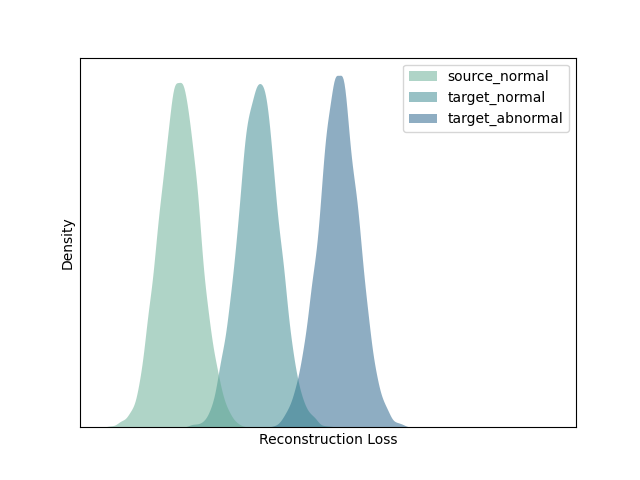 source_normal
target_normal
target_abnormal
Density
Reconstruction Loss